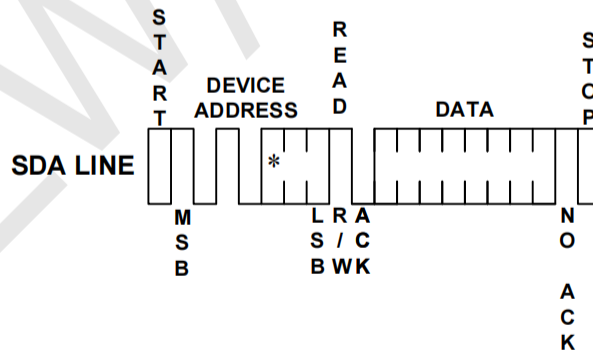 START
READ
STOP
DEVICE
ADDRESS
DATA
SDA LINE
*
MSB
LSB
R/W
ACK
NO ACK